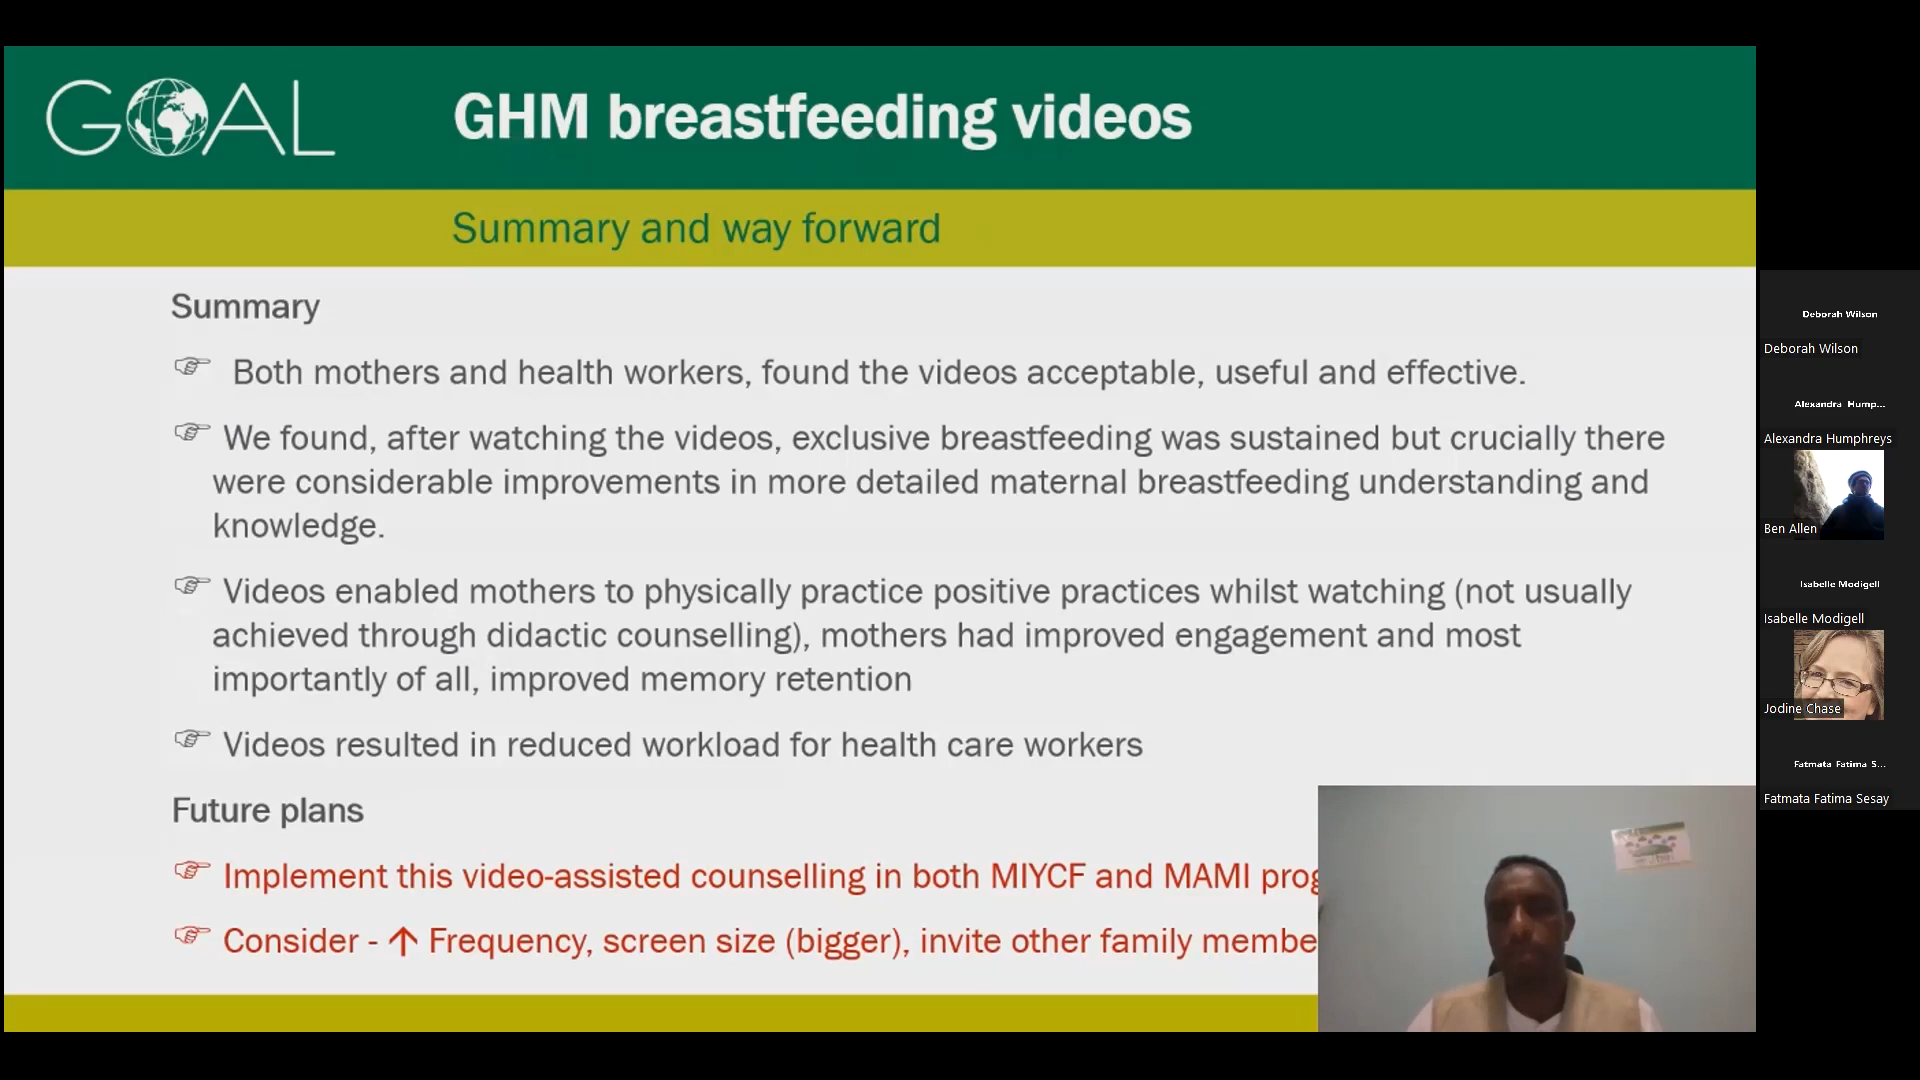 GOAL
GHM breastfeeding videos
Summary and way forward
Summary
Both mothers and health workers, found the videos acceptable, useful and effective.
We found, after watching the videos, exclusive breastfeeding was sustained but crucially there
were considerable improvements in more detailed maternal breastfeeding understanding and
knowledge.
Videos enabled mothers to physically practice positive practices whilst watching (not usually
achieved through didactic counselling), mothers had improved engagement and most
importantly of all, improved memory retention
Videos resulted in reduced workload for health care workers
Future plans
Implement this video-assisted counselling in both MIYCF and MAMI prog
Consider - ↑ Frequency, screen size (bigger), invite other family membe
Deborah Wilson
Deborah Wilson
Alexandra Hump...
Alexandra Humphreys
Ben Allen
Isabelle Modigell
Isabelle Modigell
Jodine Chase
Fatmata Fatima S...
Fatmata Fatima Sesay